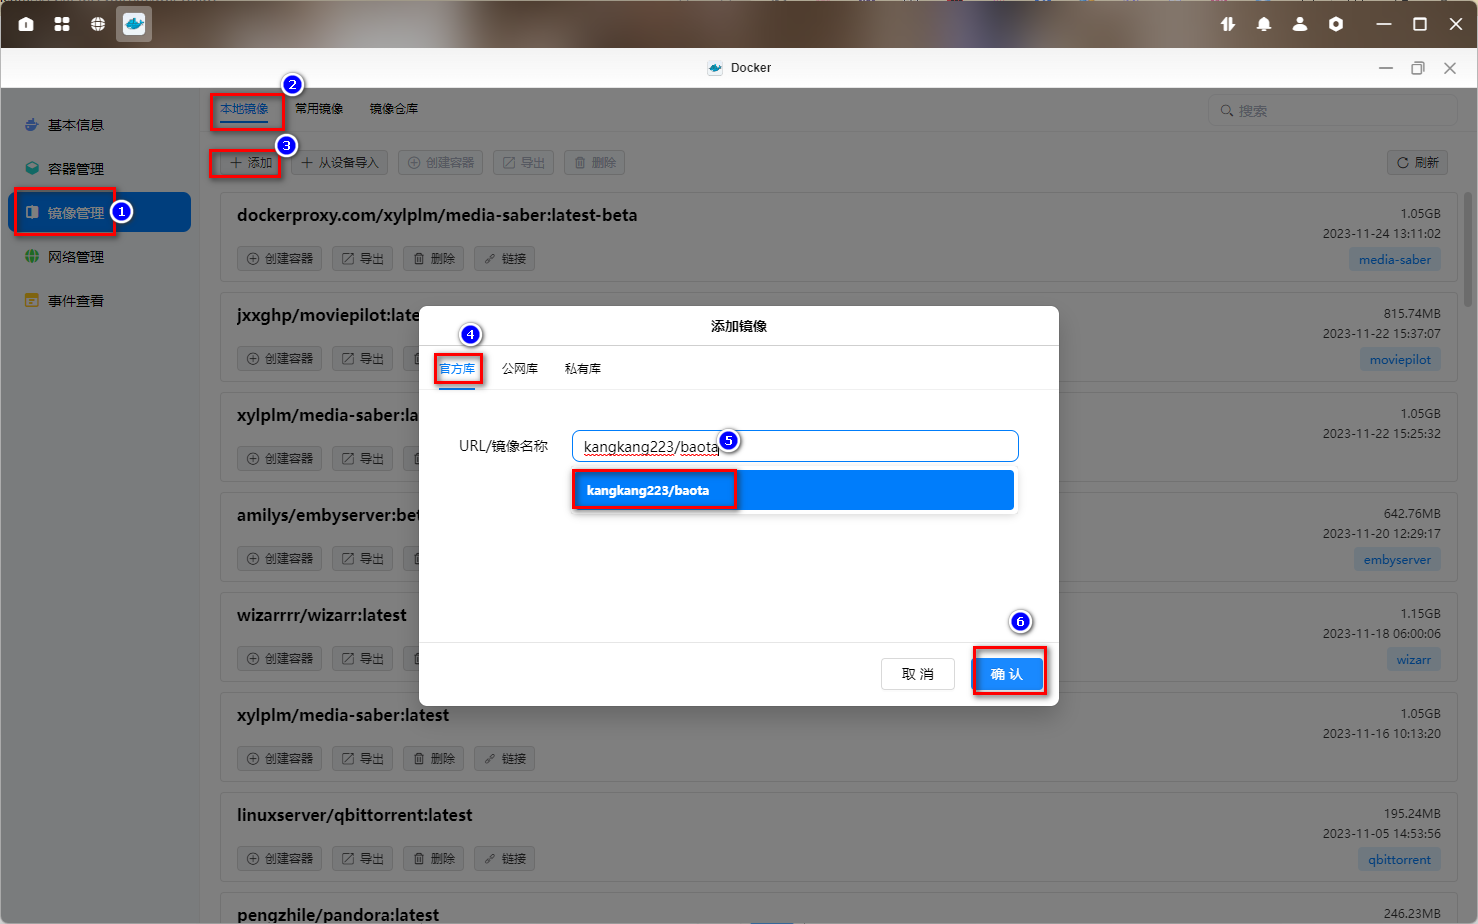 Docker
基本信息
容器管理
镜像管理
1
网络管理
事件查看
2
本地镜像 常用镜像 镜像仓库
搜索
3
添加 从设备导入 创建容器 导出 删除 刷新
dockerproxy.com/xylplm/media-saber:latest-beta
1.05GB
2023-11-24 13:11:02
创建容器 导出 删除 链接
media-saber
jxxghp/moviepilot:late
815.74MB
2023-11-22 15:37:07
创建容器 导出
moviepilot
xylplm/media-saber:la
1.05GB
2023-11-22 15:25:32
创建容器 导出
amilys/embyserver:bet
642.76MB
2023-11-20 12:29:17
创建容器 导出
embyserver
wizarrrr/wizarr:latest
1.15GB
2023-11-18 06:00:06
创建容器 导出
wizarr
xylplm/media-saber:latest
1.05GB
2023-11-16 10:13:20
创建容器 导出 删除 链接
linuxserver/qbittorrent:latest
195.24MB
2023-11-05 14:53:56
创建容器 导出 删除 链接
qbittorrent
pengzhile/pandora:latest
246.23MB
添加镜像
4
官方库 公网库 私有库
URL/镜像名称
kangkang223/baota
5
kangkang223/baota
6
取消 确认